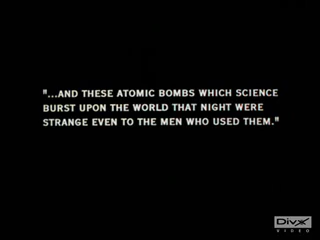 "...AND THESE ATOMIC BOMBS WHICH SCIENCE
BURST UPON THE WORLD THAT NIGHT WERE
STRANGE EVEN TO THE MEN WHO USED THEM."
DivX
VIDEO